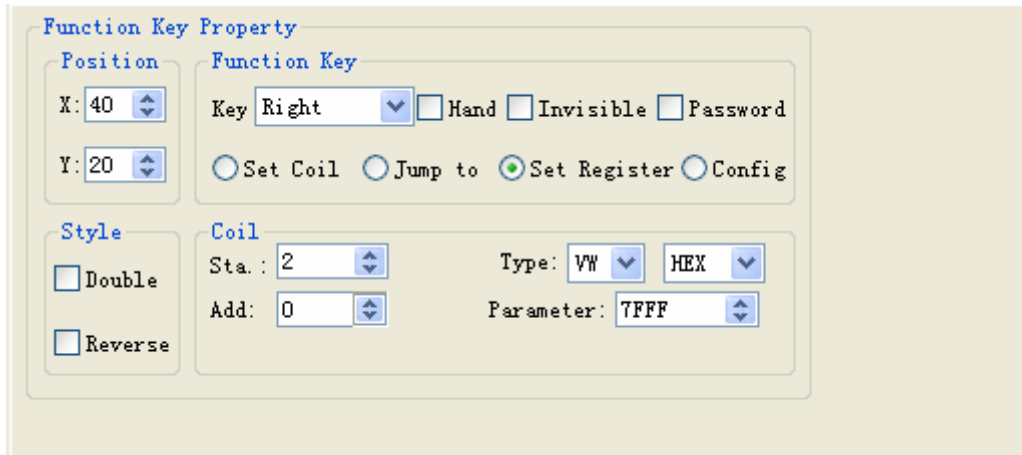 Function Key Property
Position
X: 40
Y: 20
Function Key
Key Right Hand Invisible Password
Set Coil Jump to Set Register Config
Style
Double
Reverse
Coil
Sta.: 2 Type: VW HEX
Add: 0 Parameter: 7FFF